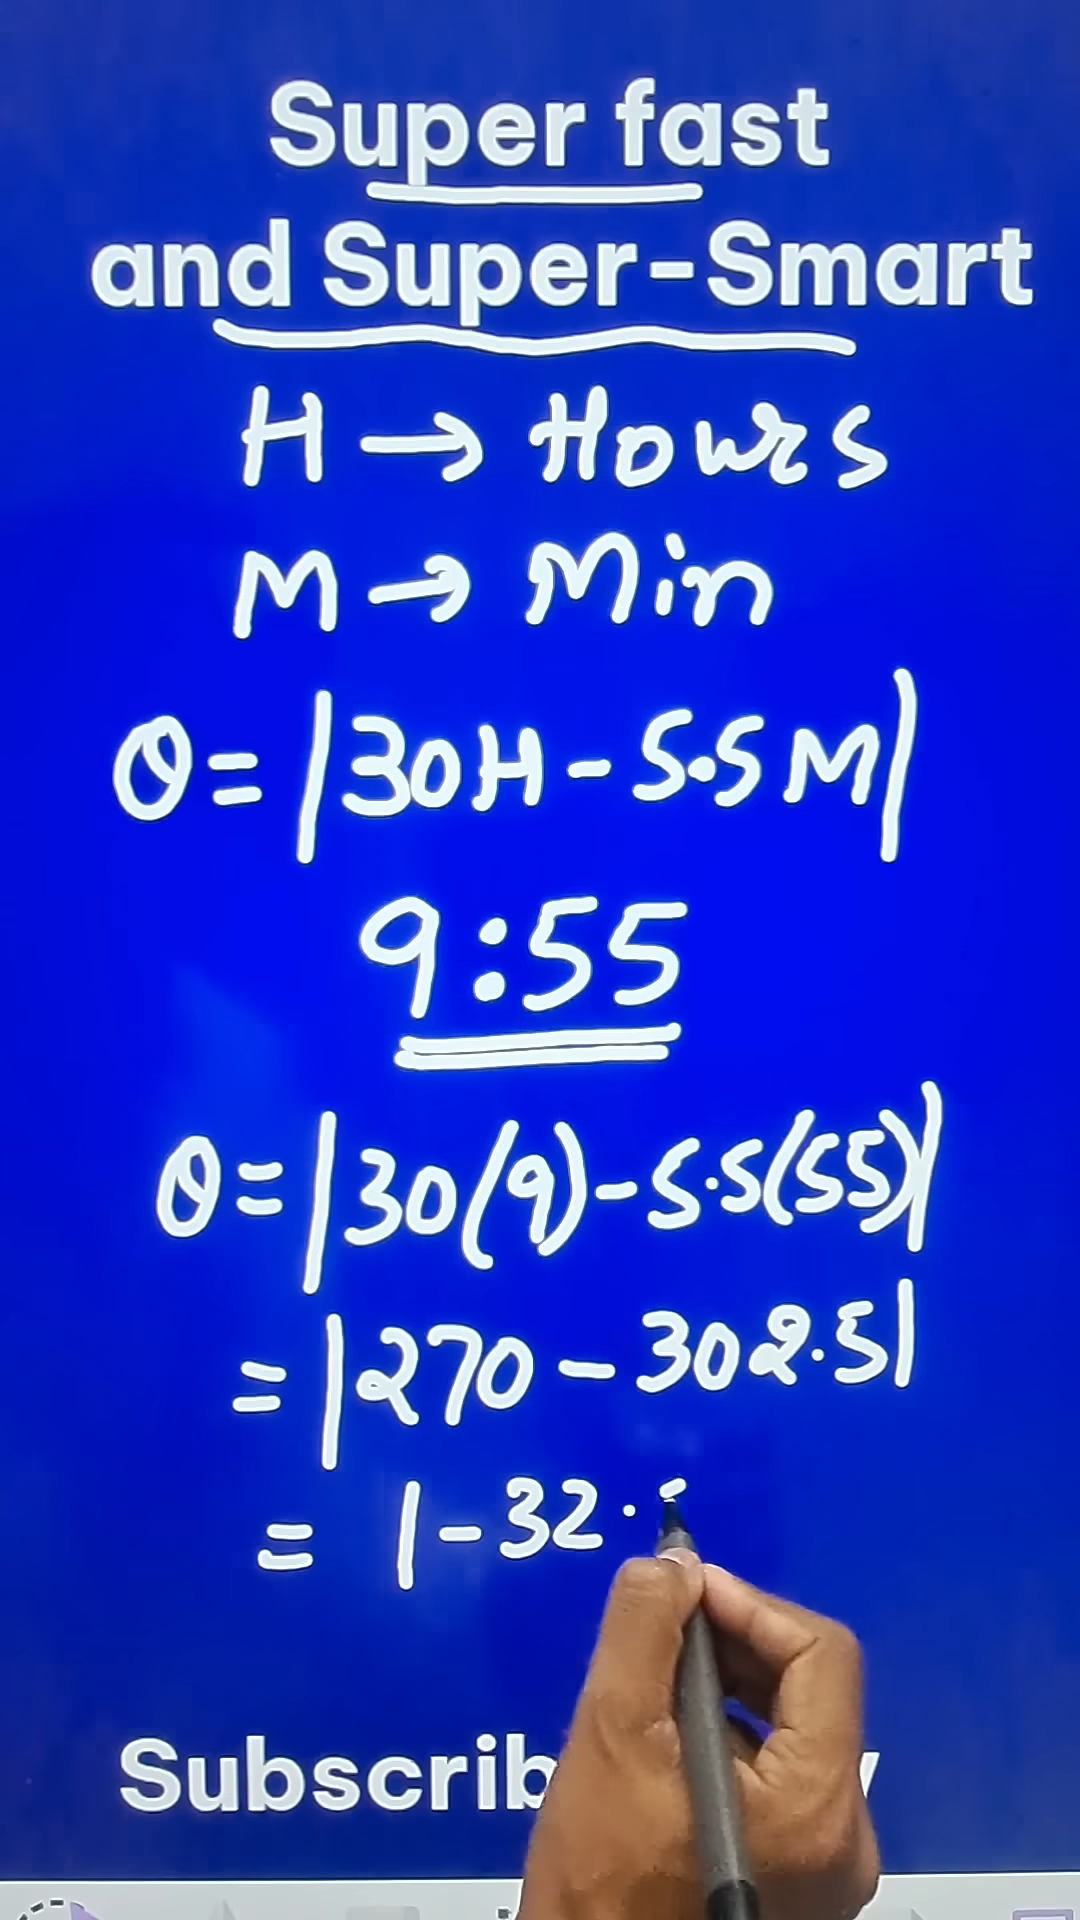 Super fast
and Super-Smart
H → Hours
M → Min
θ = |30H - 5.5M|
9:55
θ = |30(9) - 5.5(55)|
= |270 - 302.5|
= |-32.